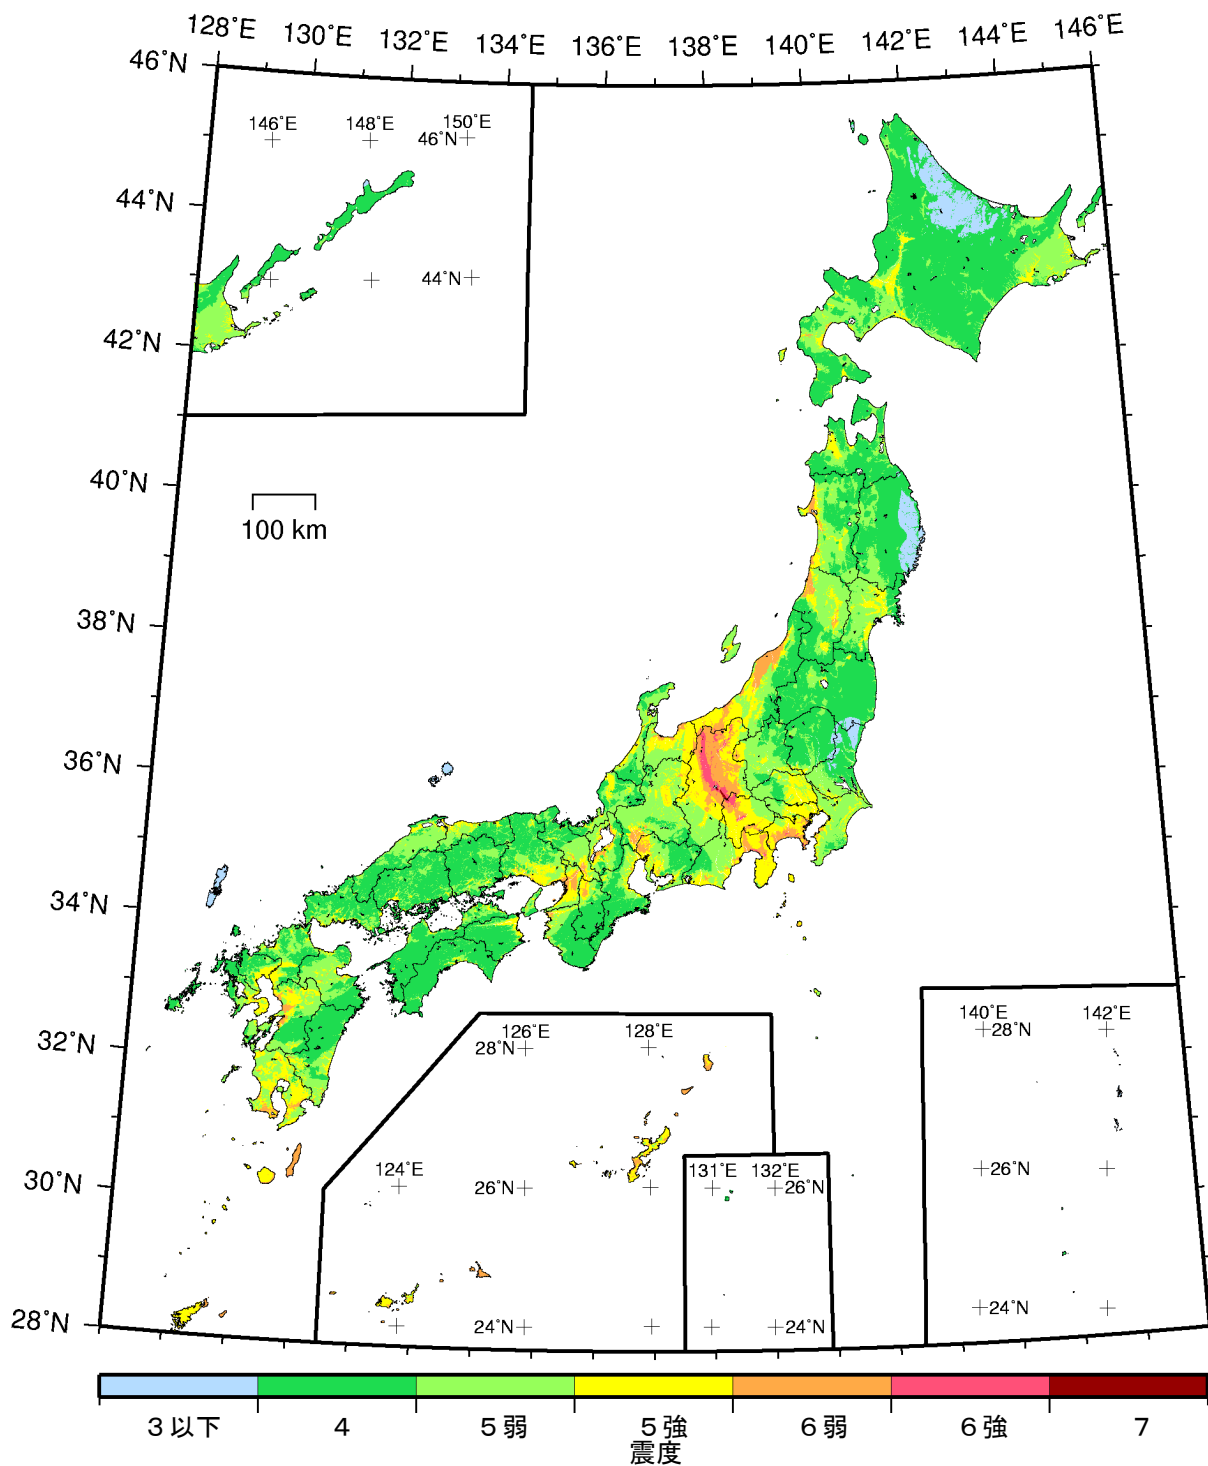 128°E 130°E 132°E 134°E 136°E 138°E 140°E 142°E 144°E 146°E
46°N
146°E 148°E 150°E
46°N
44°N
44°N
42°N
40°N
100 km
38°N
36°N
34°N
32°N
126°E 128°E
28°N
140°E 142°E
28°N
124°E
26°N
131°E 132°E
26°N
26°N
30°N
24°N
24°N
24°N
28°N
3以下 4 5弱 5強 6弱 6強 7
震度